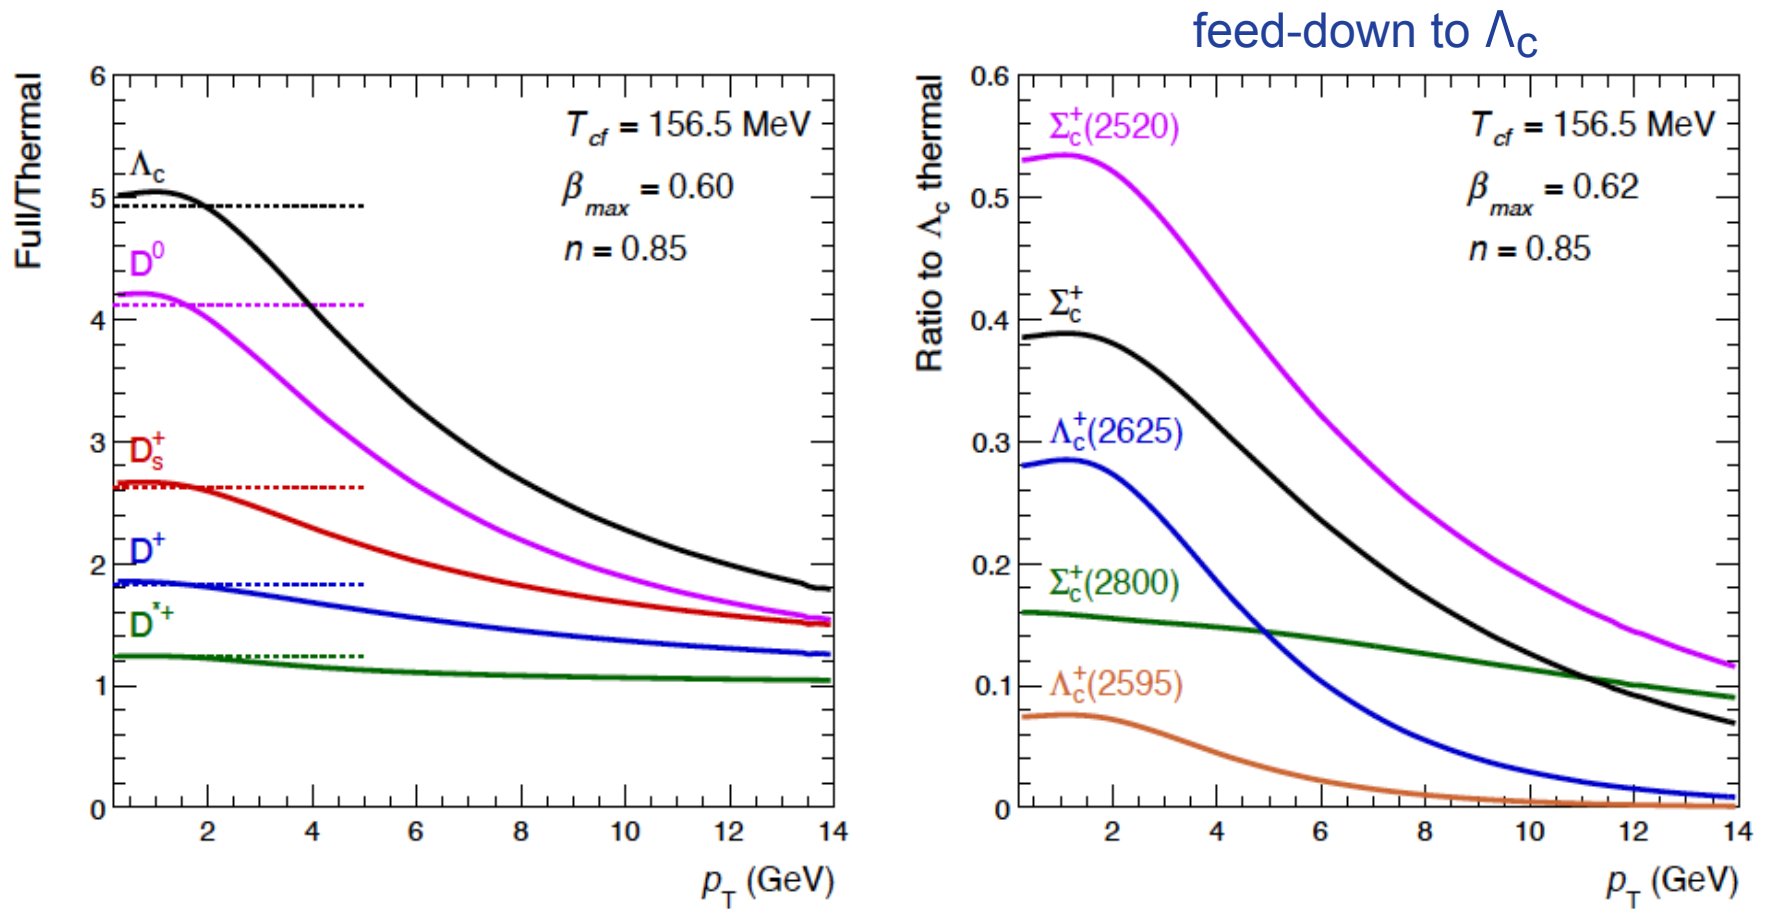 feed-down to Λc
Full/Thermal
6
5
4
3
2
1
0
Tcf = 156.5 MeV
βmax = 0.60
n = 0.85
Λc
D⁰
Ds⁺
D⁺
D*⁺
2 4 6 8 10 12 14
pT (GeV)
Ratio to Λc thermal
0.6
0.5
0.4
0.3
0.2
0.1
0
Tcf = 156.5 MeV
βmax = 0.62
n = 0.85
Σc⁺(2520)
Σc⁺
Λc⁺(2625)
Σc⁺(2800)
Λc⁺(2595)
2 4 6 8 10 12 14
pT (GeV)